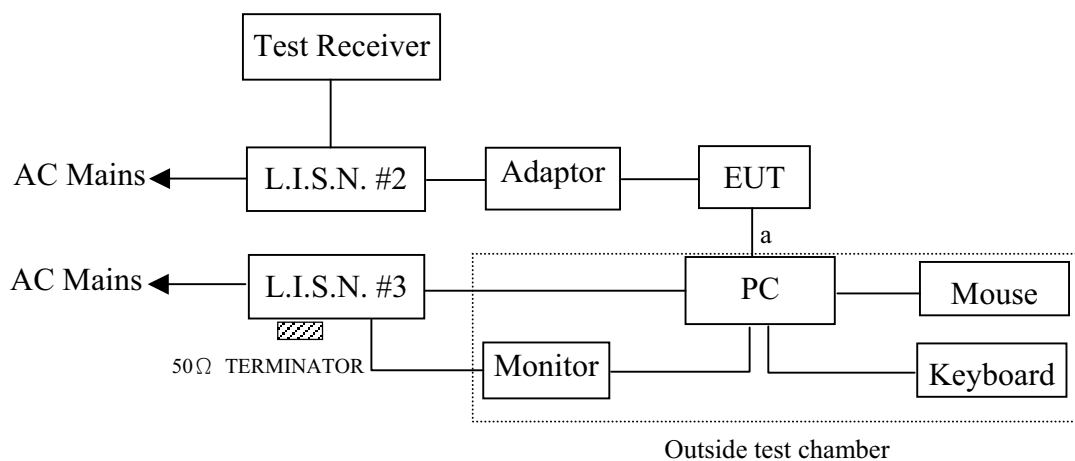 Test Receiver
AC Mains
L.I.S.N. #2
Adaptor
EUT
a
AC Mains
L.I.S.N. #3
PC
Mouse
50Ω TERMINATOR
Monitor
Keyboard
Outside test chamber